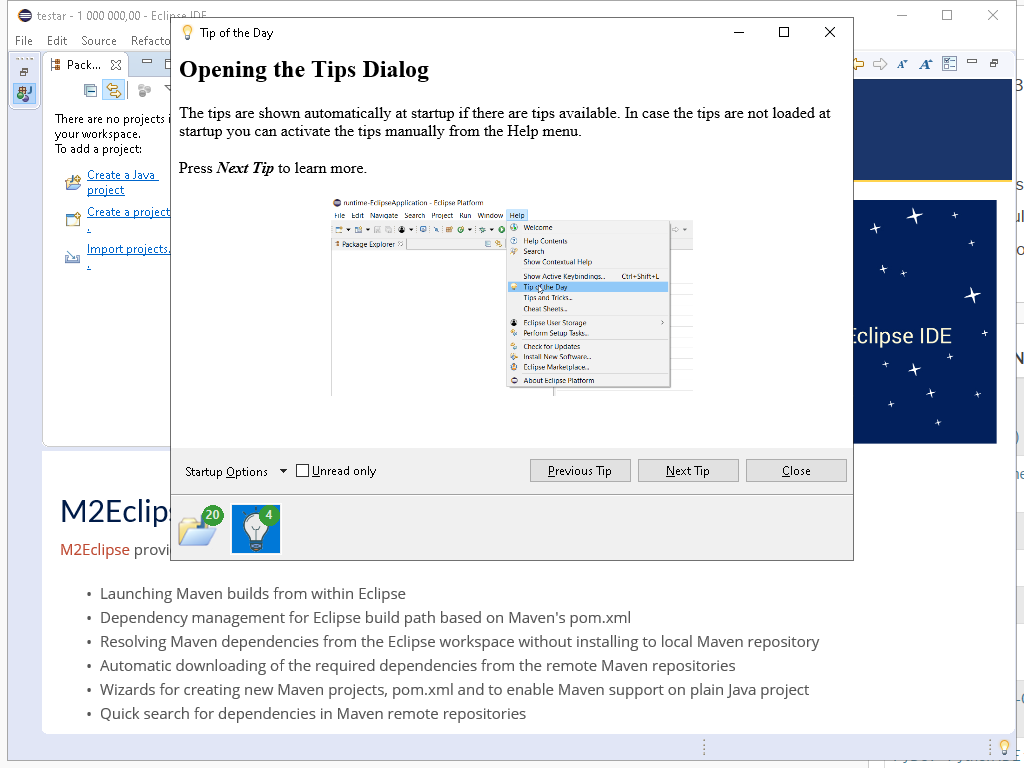 testar - 1 000 000,00 - Eclipse IDE
File Edit Source Refacto
Tip of the Day
Opening the Tips Dialog
The tips are shown automatically at startup if there are tips available. In case the tips are not loaded at
startup you can activate the tips manually from the Help menu.
Press Next Tip to learn more.
runtime-EclipseApplication - Eclipse Platform
File Edit Navigate Search Project Run Window Help
Package Explorer
Welcome
Help Contents
Search
Show Contextual Help
Show Active Keybindings... Ctrl+Shift+L
Tip of the Day
Tips and Tricks...
Cheat Sheets...
Eclipse User Storage
Perform Setup Tasks...
Check for Updates
Install New Software...
Eclipse Marketplace...
About Eclipse Platform
Startup Options
Unread only
Previous Tip
Next Tip
Close
20
4
Pack...
There are no projects i
your workspace.
To add a project:
Create a Java
project
Create a project
.
Import projects.
.
Eclipse IDE
M2Eclips
M2Eclipse provi
• Launching Maven builds from within Eclipse
• Dependency management for Eclipse build path based on Maven's pom.xml
• Resolving Maven dependencies from the Eclipse workspace without installing to local Maven repository
• Automatic downloading of the required dependencies from the remote Maven repositories
• Wizards for creating new Maven projects, pom.xml and to enable Maven support on plain Java project
• Quick search for dependencies in Maven remote repositories